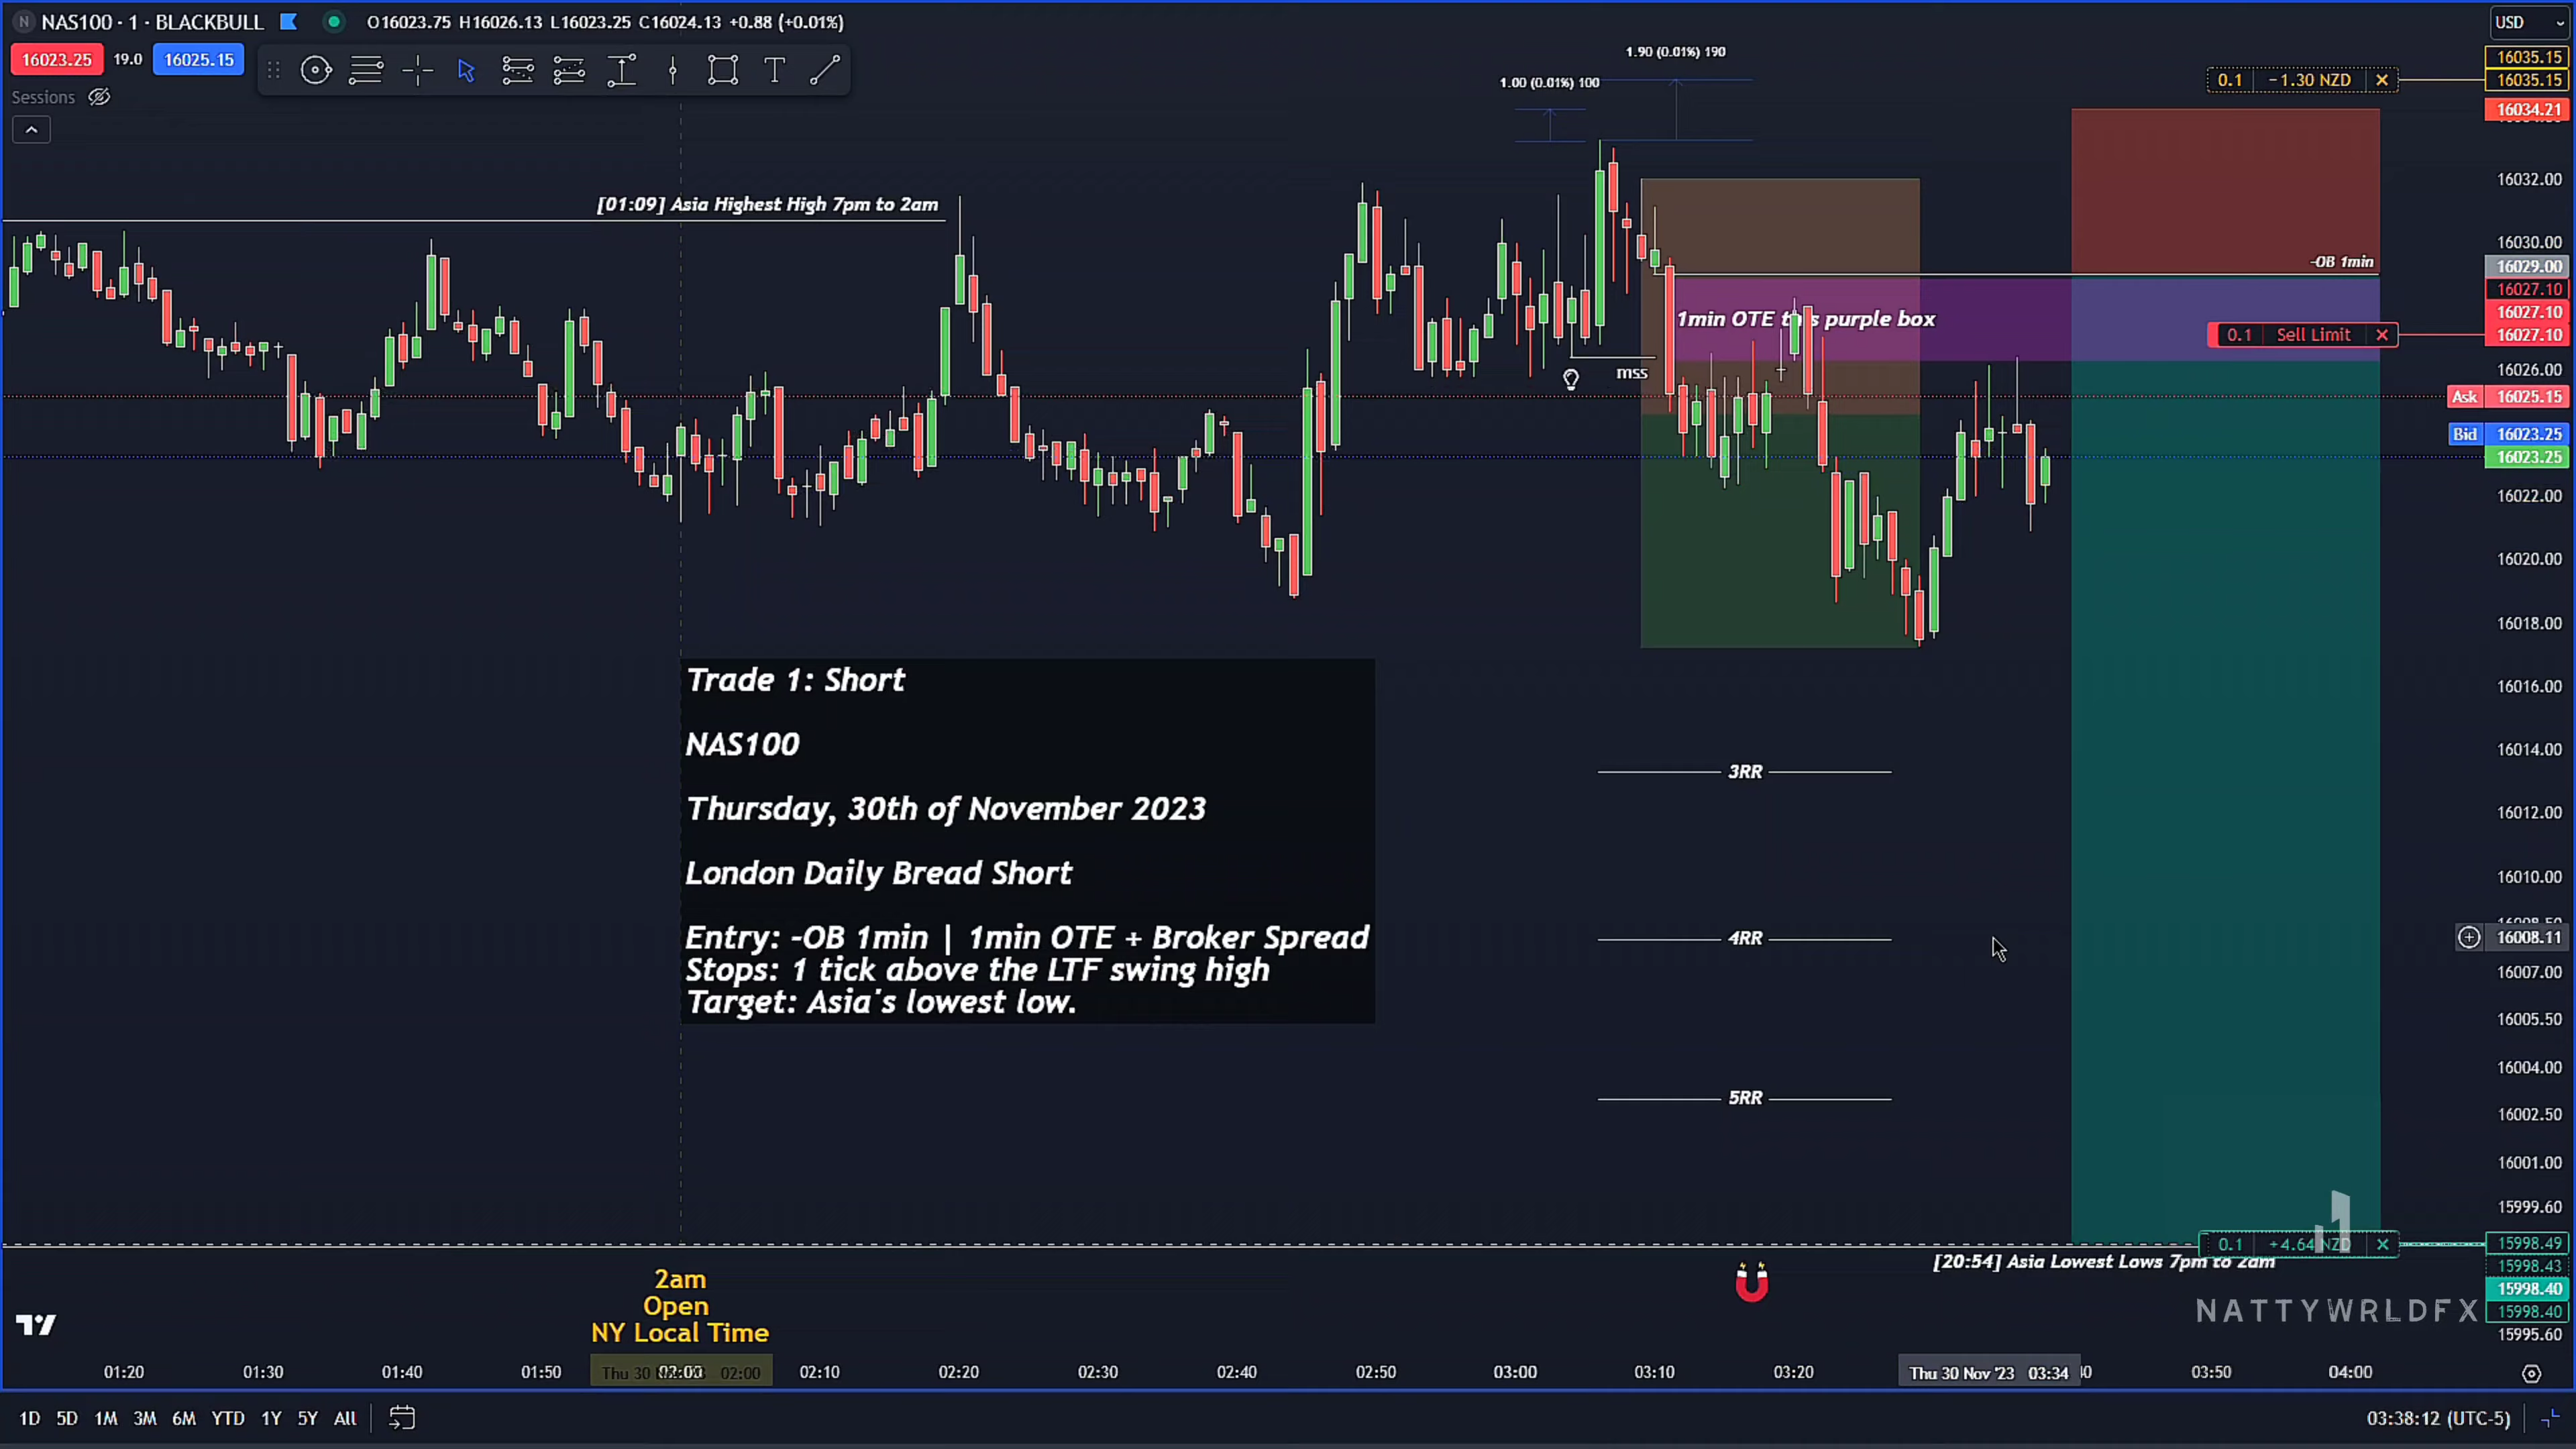 NAS100 · 1 · BLACKBULL O16023.75 H16026.13 L16023.25 C16024.13 +0.88 (+0.01%)
USD
16023.25 19.0 16025.15
Sessions
1.90 (0.01%) 190
1.00 (0.01%) 100
0.1 −1.30 NZD
16035.15
16035.15
16034.21
16032.00
[01:09] Asia Highest High 7pm to 2am
16030.00
-OB 1min
16029.00
16027.10
16027.10
1min OTE this purple box
0.1 Sell Limit
16027.10
mss
16026.00
Ask 16025.15
Bid 16023.25
16023.25
16022.00
16020.00
16018.00
16016.00
16014.00
16012.00
16010.00
16008.11
16007.00
16005.50
16004.00
16002.50
16001.00
15999.60
Trade 1: Short
NAS100
Thursday, 30th of November 2023
London Daily Bread Short
Entry: -OB 1min | 1min OTE + Broker Spread
Stops: 1 tick above the LTF swing high
Target: Asia's lowest low.
3RR
4RR
5RR
0.1 +4.64 NZD
15998.49
[20:54] Asia Lowest Lows 7pm to 2am
15998.43
15998.40
15998.40
15995.60
2am
Open
NY Local Time
NATTYWRLDFX
01:20 01:30 01:40 01:50 02:00 02:10 02:20 02:30 02:40 02:50 03:00 03:10 03:20 Thu 30 Nov '23 03:34 03:50 04:00
1D 5D 1M 3M 6M YTD 1Y 5Y All
03:38:12 (UTC-5)